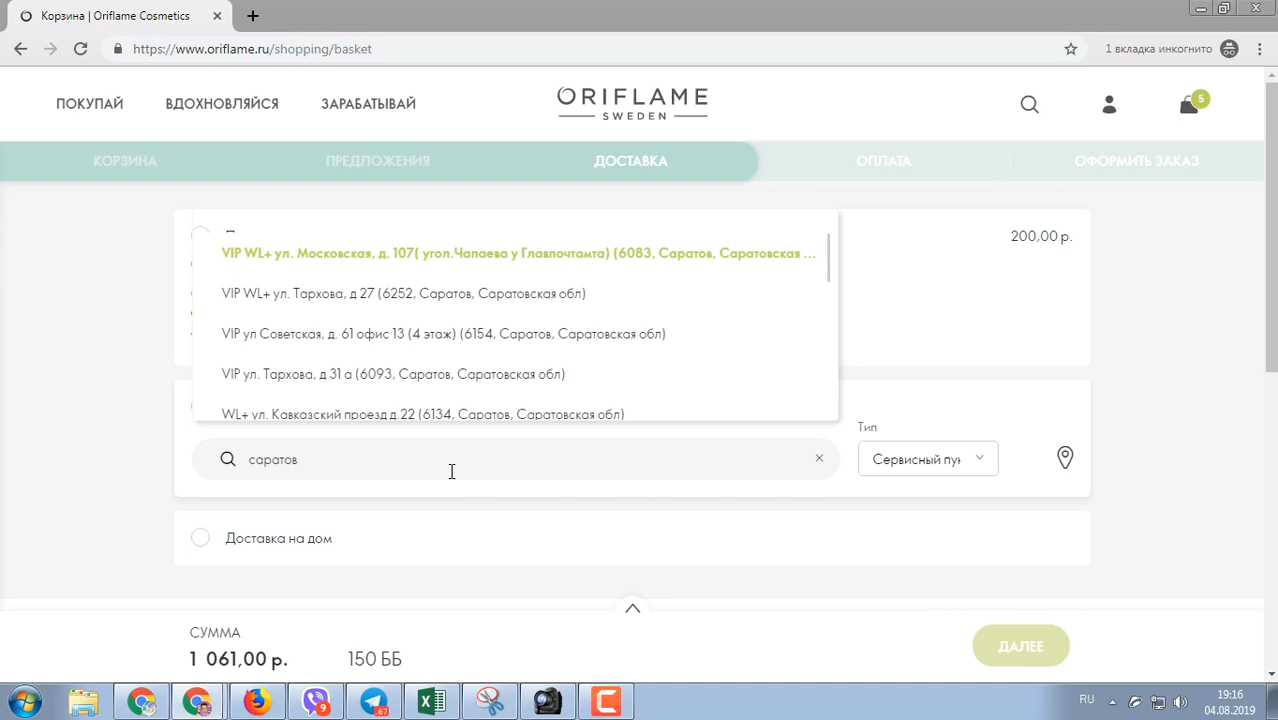 Корзина | Oriflame Cosmetics
https://www.oriflame.ru/shopping/basket
1 вкладка инкогнито
ПОКУПАЙ ВДОХНОВЛЯЙСЯ ЗАРАБАТЫВАЙ
ORIFLAME
SWEDEN
5
КОРЗИНА ПРЕДЛОЖЕНИЯ ДОСТАВКА ОПЛАТА ОФОРМИТЬ ЗАКАЗ
200,00 р.
VIP WL+ ул. Московская, д. 107( угол.Чапаева у Главпочтамта) (6083, Саратов, Саратовская ...
VIP WL+ ул. Тархова, д 27 (6252, Саратов, Саратовская обл)
VIP ул Советская, д. 61 офис 13 (4 этаж) (6154, Саратов, Саратовская обл)
VIP ул. Тархова, д 31 а (6093, Саратов, Саратовская обл)
WL+ ул. Кавказский проезд д.22 (6134, Саратов, Саратовская обл)
Тип
саратов
Сервисный пун
Доставка на дом
СУММА
1 061,00 р. 150 ББ
ДАЛЕЕ
9
67
RU
19:16
04.08.2019